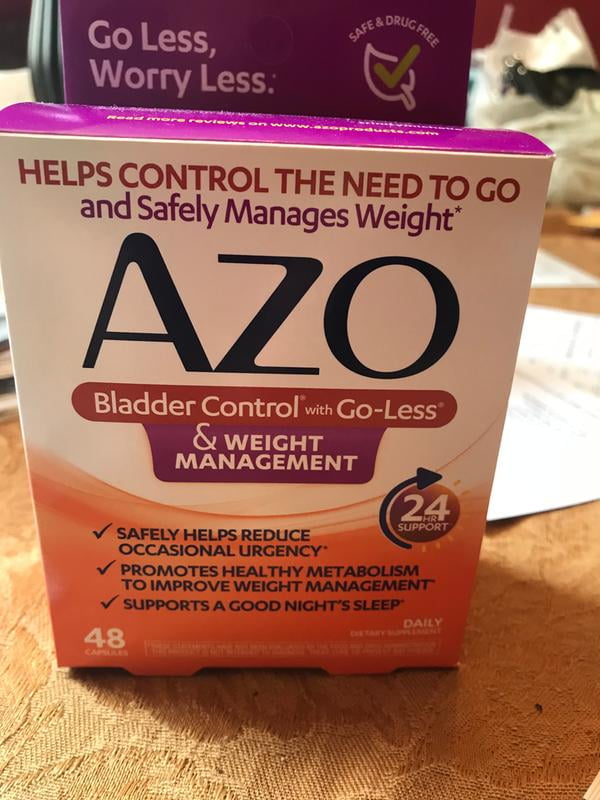 Go Less,
Worry Less.*
SAFE & DRUG FREE
Read more reviews on www.azoproducts.com
HELPS CONTROL THE NEED TO GO
and Safely Manages Weight*
AZO
Bladder Control® with Go-Less®
& WEIGHT
MANAGEMENT
24
HR
SUPPORT
✓ SAFELY HELPS REDUCE
OCCASIONAL URGENCY*
✓ PROMOTES HEALTHY METABOLISM
TO IMPROVE WEIGHT MANAGEMENT*
✓ SUPPORTS A GOOD NIGHT'S SLEEP*
48
CAPSULES
DAILY
DIETARY SUPPLEMENT